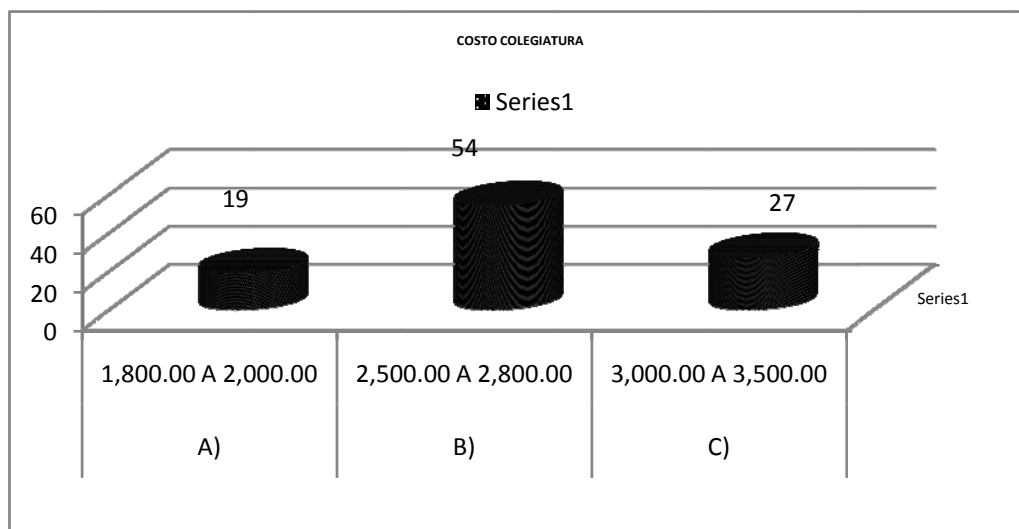 COSTO COLEGIATURA
Series1
54
19
27
60
40
20
0
Series1
1,800.00 A 2,000.00
2,500.00 A 2,800.00
3,000.00 A 3,500.00
A)
B)
C)